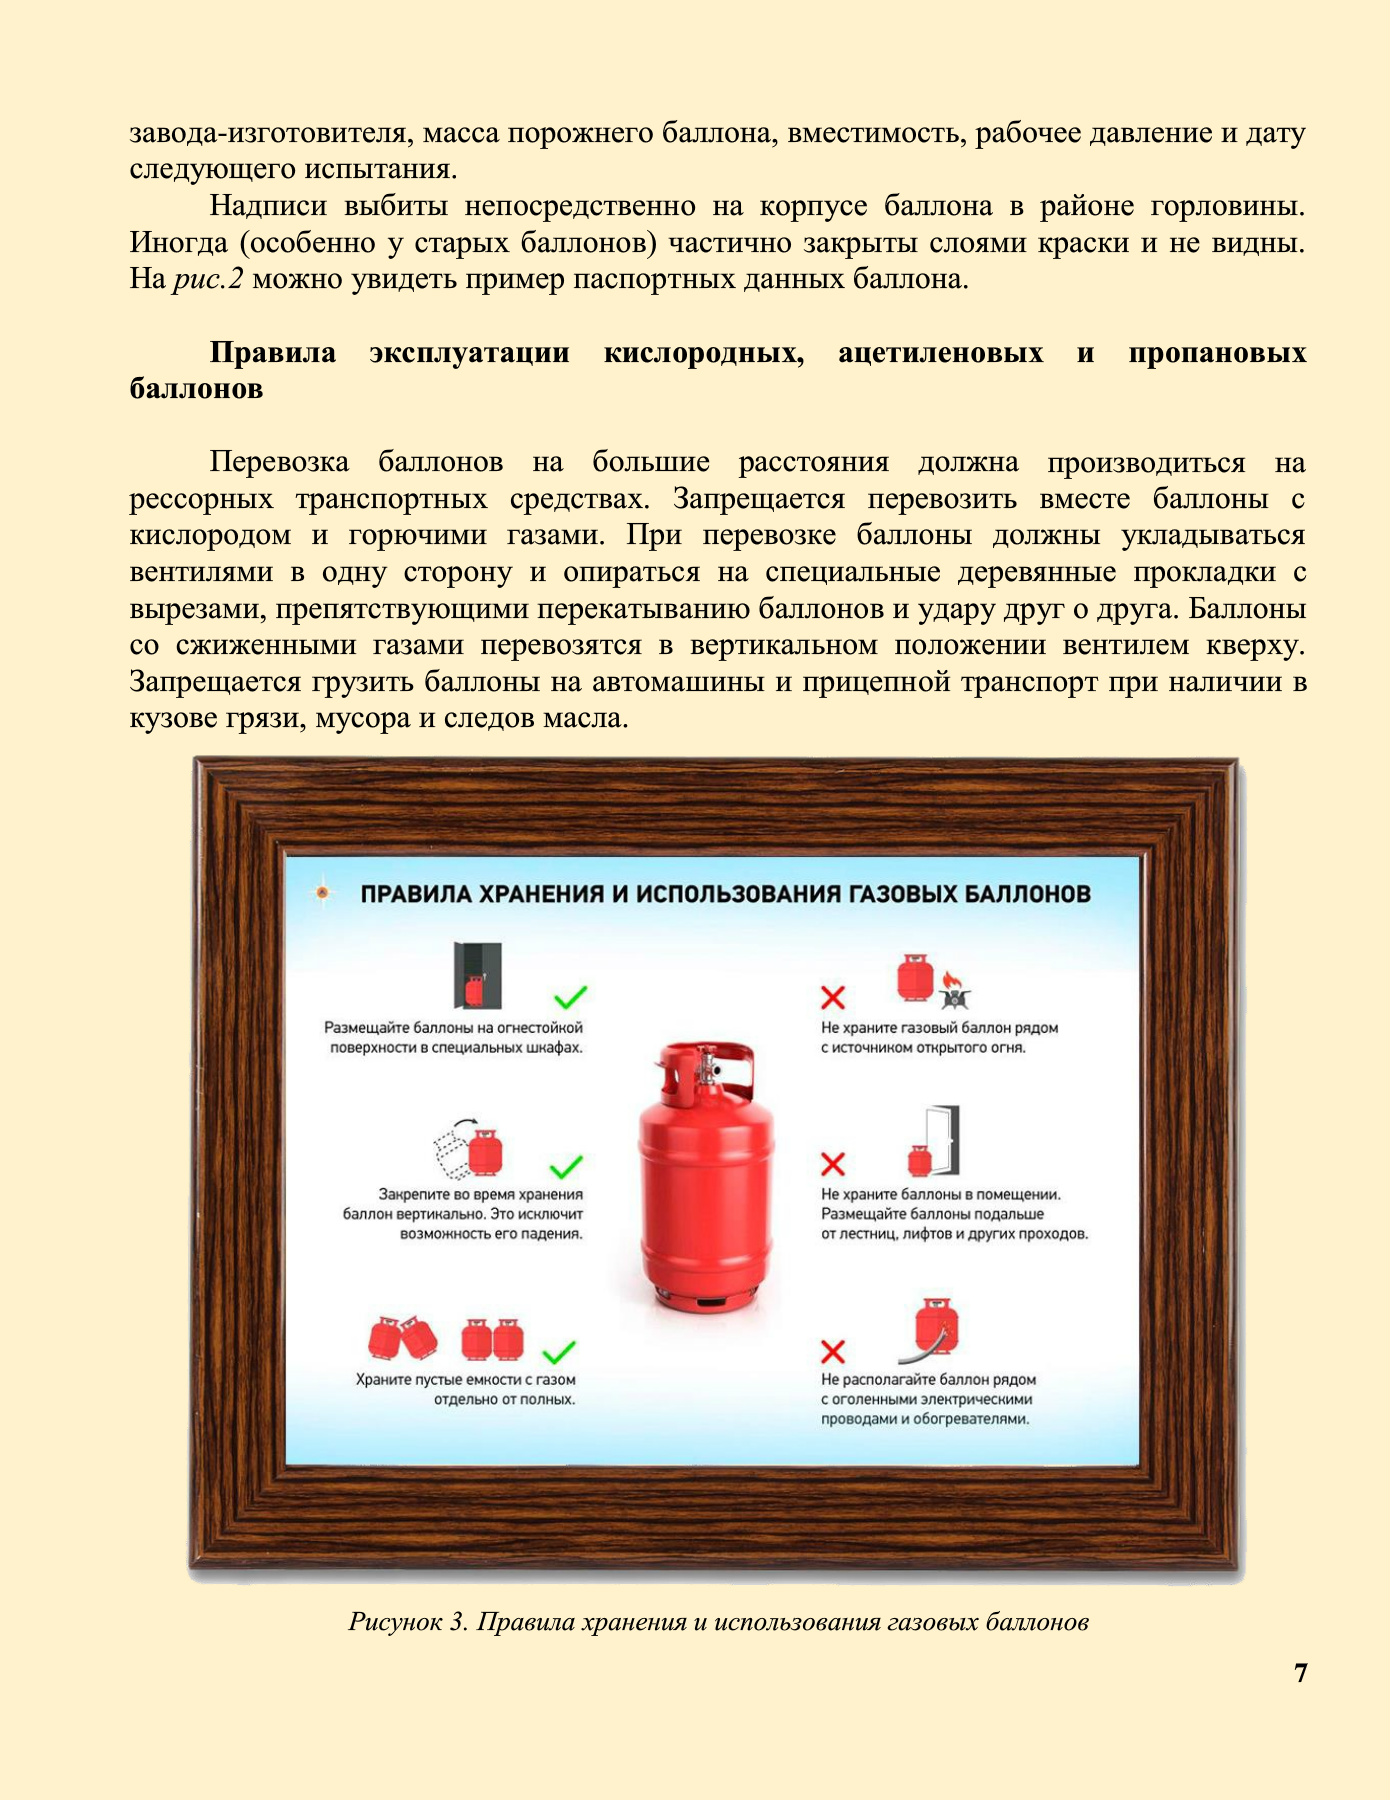 завода-изготовителя, масса порожнего баллона, вместимость, рабочее давление и дату
следующего испытания.
Надписи выбиты непосредственно на корпусе баллона в районе горловины.
Иногда (особенно у старых баллонов) частично закрыты слоями краски и не видны.
На рис.2 можно увидеть пример паспортных данных баллона.
Правила эксплуатации кислородных, ацетиленовых и пропановых
баллонов
Перевозка баллонов на большие расстояния должна производиться на
рессорных транспортных средствах. Запрещается перевозить вместе баллоны с
кислородом и горючими газами. При перевозке баллоны должны укладываться
вентилями в одну сторону и опираться на специальные деревянные прокладки с
вырезами, препятствующими перекатыванию баллонов и удару друг о друга. Баллоны
со сжиженными газами перевозятся в вертикальном положении вентилем кверху.
Запрещается грузить баллоны на автомашины и прицепной транспорт при наличии в
кузове грязи, мусора и следов масла.
ПРАВИЛА ХРАНЕНИЯ И ИСПОЛЬЗОВАНИЯ ГАЗОВЫХ БАЛЛОНОВ
Размещайте баллоны на огнестойкой
поверхности в специальных шкафах.
Закрепите во время хранения
баллон вертикально. Это исключит
возможность его падения.
Храните пустые емкости с газом
отдельно от полных.
Не храните газовый баллон рядом
с источником открытого огня.
Не храните баллоны в помещении.
Размещайте баллоны подальше
от лестниц, лифтов и других проходов.
Не располагайте баллон рядом
с оголенными электрическими
проводами и обогревателями.
Рисунок 3. Правила хранения и использования газовых баллонов
7